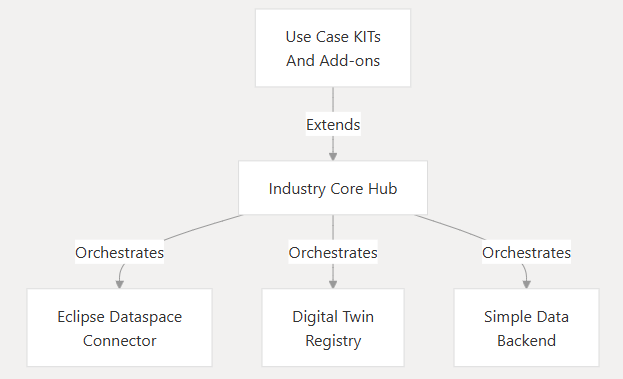 Use Case KITs
And Add-ons
Extends
Industry Core Hub
Orchestrates
Orchestrates
Orchestrates
Eclipse Dataspace
Connector
Digital Twin
Registry
Simple Data
Backend